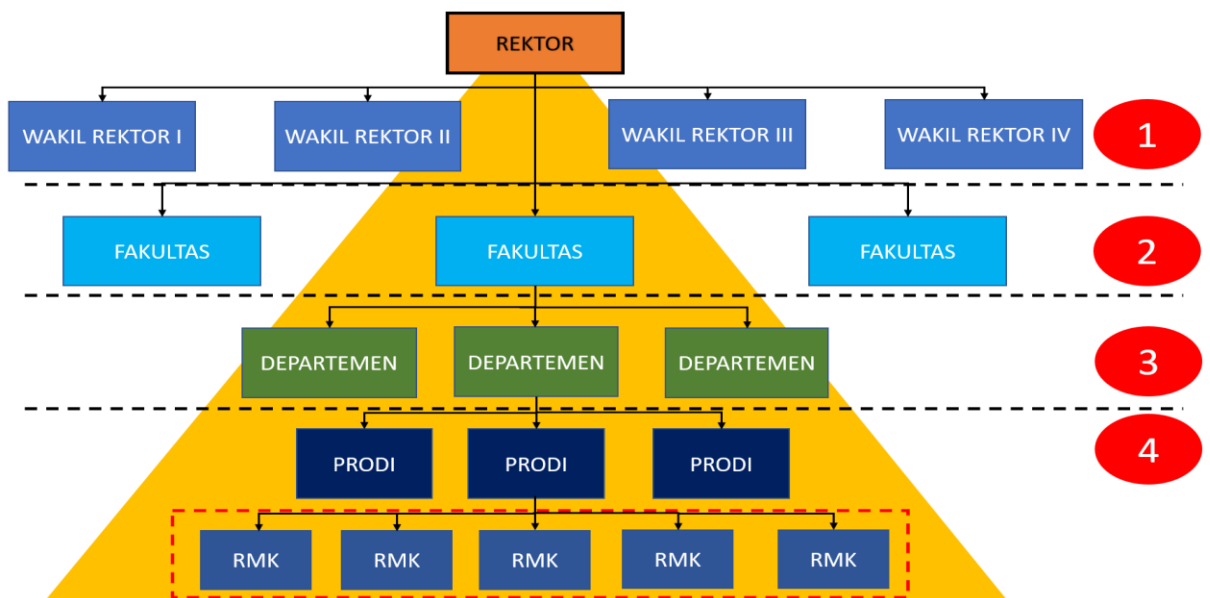 REKTOR
WAKIL REKTOR I
WAKIL REKTOR II
WAKIL REKTOR III
WAKIL REKTOR IV
1
FAKULTAS
FAKULTAS
FAKULTAS
2
DEPARTEMEN
DEPARTEMEN
DEPARTEMEN
3
PRODI
PRODI
PRODI
4
RMK
RMK
RMK
RMK
RMK